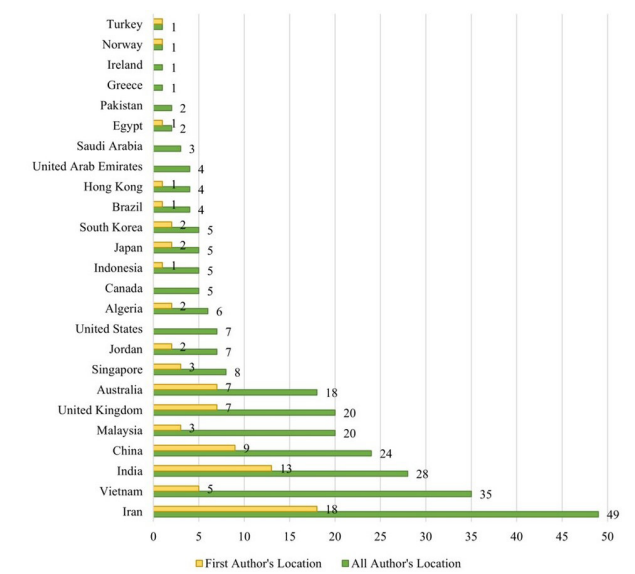 Turkey 1
Norway 1
Ireland 1
Greece 1
Pakistan 2
Egypt 1 2
Saudi Arabia 3
United Arab Emirates 4
Hong Kong 1 4
Brazil 1 4
South Korea 2 5
Japan 2 5
Indonesia 1 5
Canada 5
Algeria 2 6
United States 7
Jordan 2 7
Singapore 3 8
Australia 7 18
United Kingdom 7 20
Malaysia 3 20
China 9 24
India 13 28
Vietnam 5 35
Iran 18 49
0 5 10 15 20 25 30 35 40 45 50
First Author's Location All Author's Location